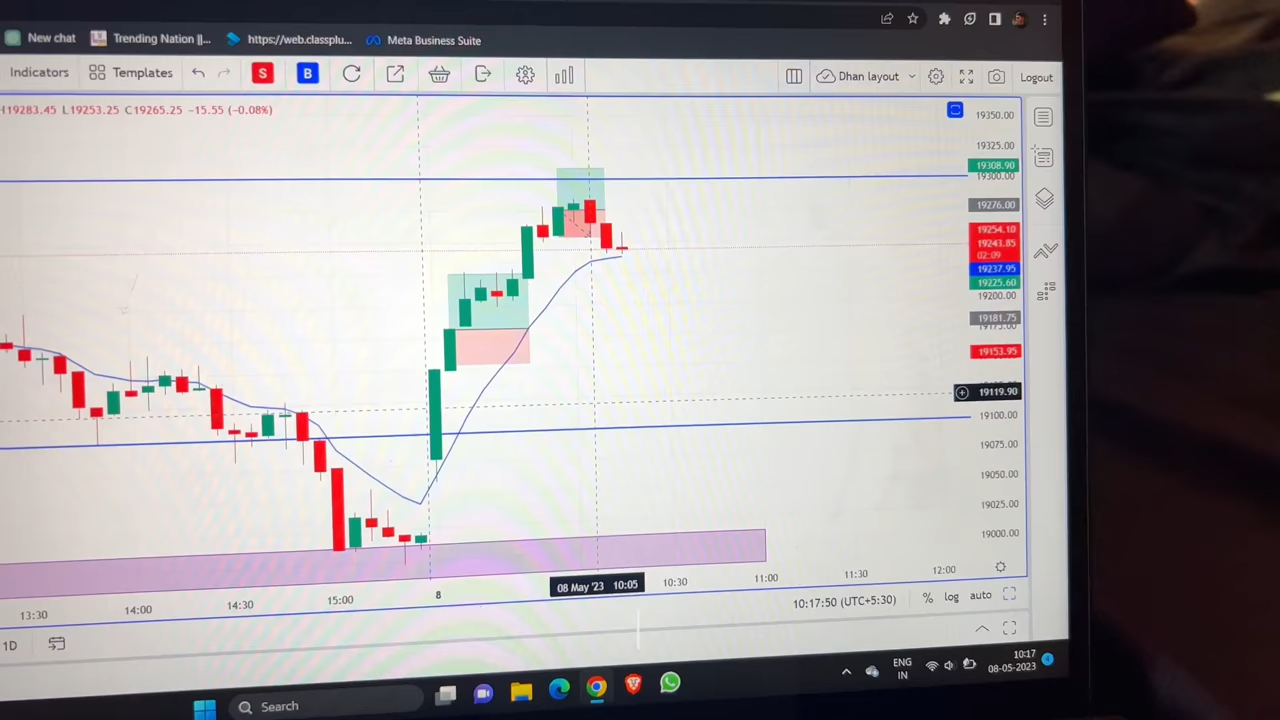 New chat Trending Nation ||... https://web.classplu... Meta Business Suite
Indicators Templates S B Dhan layout Logout
H19283.45 L19253.25 C19265.25 −15.55 (−0.08%)
19350.00
19325.00
19308.90
19300.00
19276.00
19254.10
19243.85
02:09
19237.95
19225.60
19200.00
19181.75
19175.00
19153.95
19119.90
19100.00
19075.00
19050.00
19025.00
19000.00
13:30 14:00 14:30 15:00 8 08 May '23 10:05 10:30 11:00 11:30 12:00
10:17:50 (UTC+5:30) % log auto
1D
Search ENG IN 10:17 08-05-2023 4